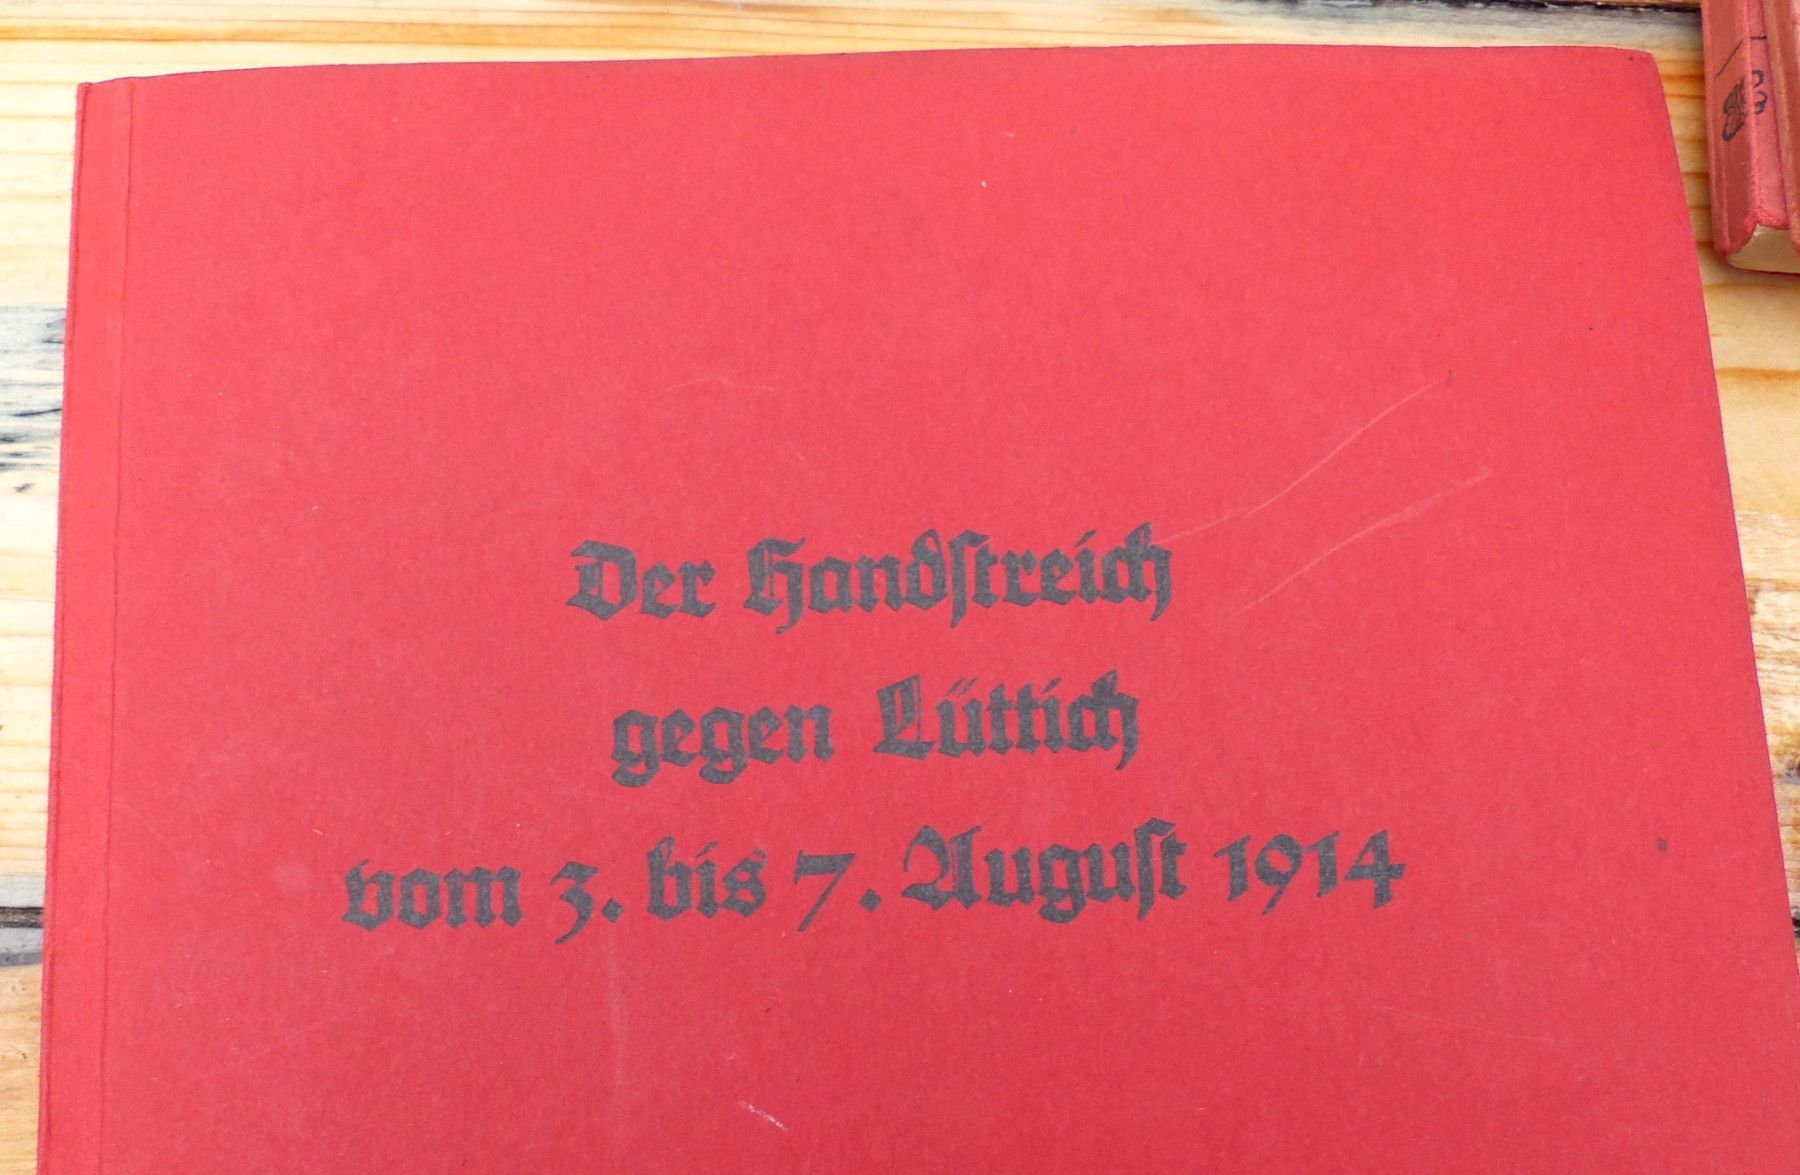 Der Handstreich
gegen Lüttich
vom 3. bis 7. August 1914